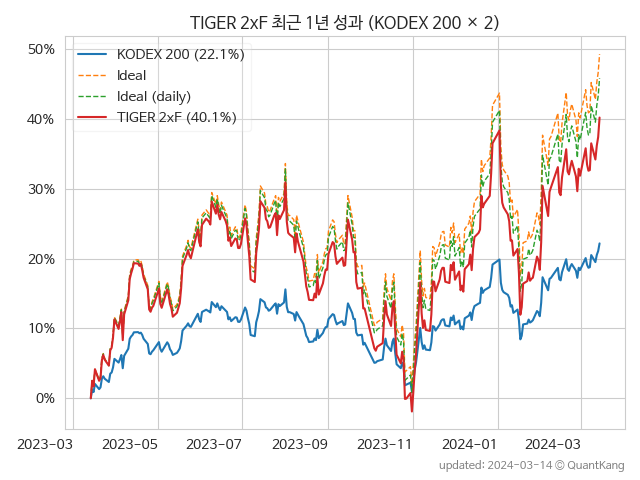 TIGER 2xF 최근 1년 성과 (KODEX 200 × 2)
KODEX 200 (22.1%)
Ideal
Ideal (daily)
TIGER 2xF (40.1%)
50%
40%
30%
20%
10%
0%
2023-03 2023-05 2023-07 2023-09 2023-11 2024-01 2024-03
updated: 2024-03-14 © QuantKang